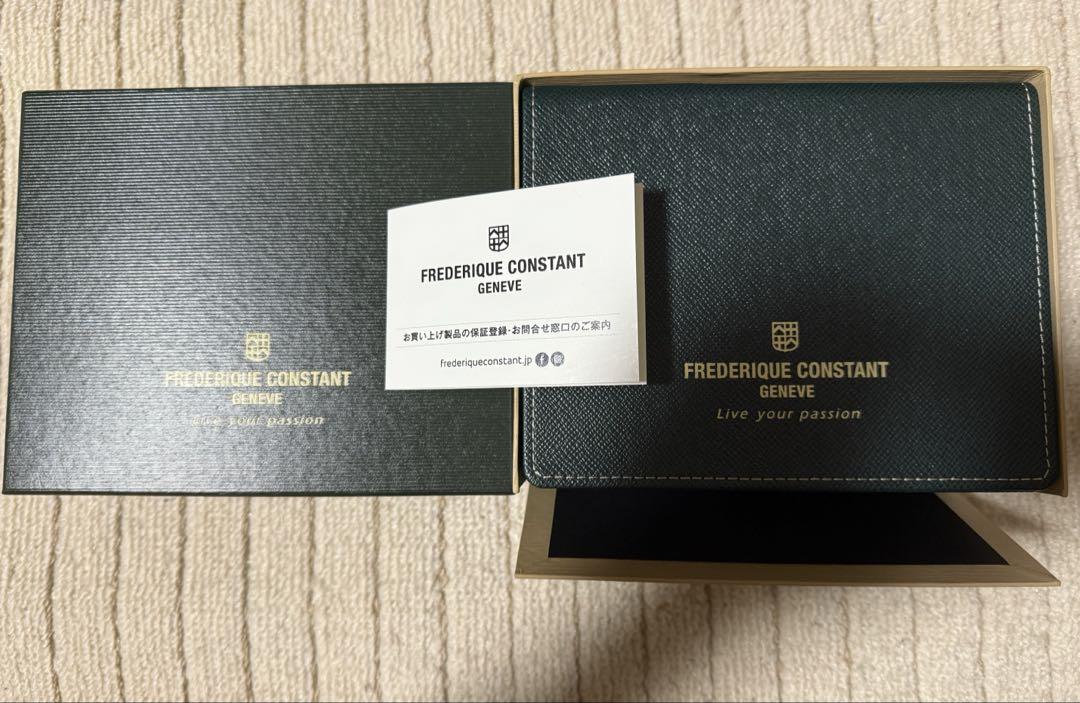 FREDERIQUE CONSTANT
GENEVE
Live your passion
FREDERIQUE CONSTANT
GENEVE
お買い上げ製品の保証登録・お問合せ窓口のご案内
frederiqueconstant.jp
FREDERIQUE CONSTANT
GENEVE
Live your passion